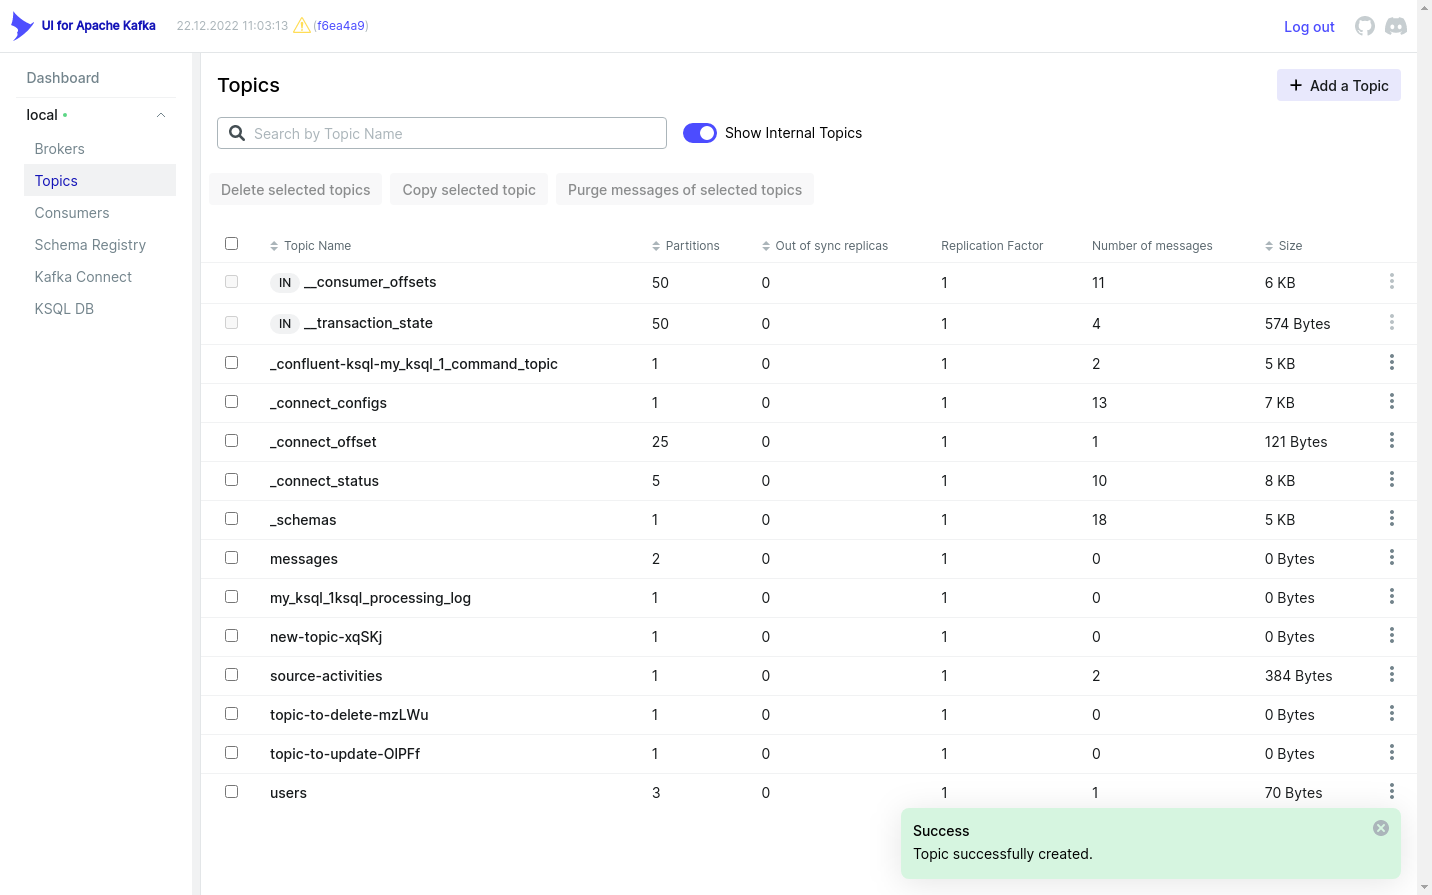 UI for Apache Kafka 22.12.2022 11:03:13 (f6ea4a9) Log out
Dashboard
local
Brokers
Topics
Consumers
Schema Registry
Kafka Connect
KSQL DB
Topics
Add a Topic
Search by Topic Name
Show Internal Topics
Delete selected topics Copy selected topic Purge messages of selected topics
Topic Name Partitions Out of sync replicas Replication Factor Number of messages Size
IN __consumer_offsets 50 0 1 11 6 KB
IN __transaction_state 50 0 1 4 574 Bytes
_confluent-ksql-my_ksql_1_command_topic 1 0 1 2 5 KB
_connect_configs 1 0 1 13 7 KB
_connect_offset 25 0 1 1 121 Bytes
_connect_status 5 0 1 10 8 KB
_schemas 1 0 1 18 5 KB
messages 2 0 1 0 0 Bytes
my_ksql_1ksql_processing_log 1 0 1 0 0 Bytes
new-topic-xqSKj 1 0 1 0 0 Bytes
source-activities 1 0 1 2 384 Bytes
topic-to-delete-mzLWu 1 0 1 0 0 Bytes
topic-to-update-OIPFf 1 0 1 0 0 Bytes
users 3 0 1 1 70 Bytes
Success
Topic successfully created.